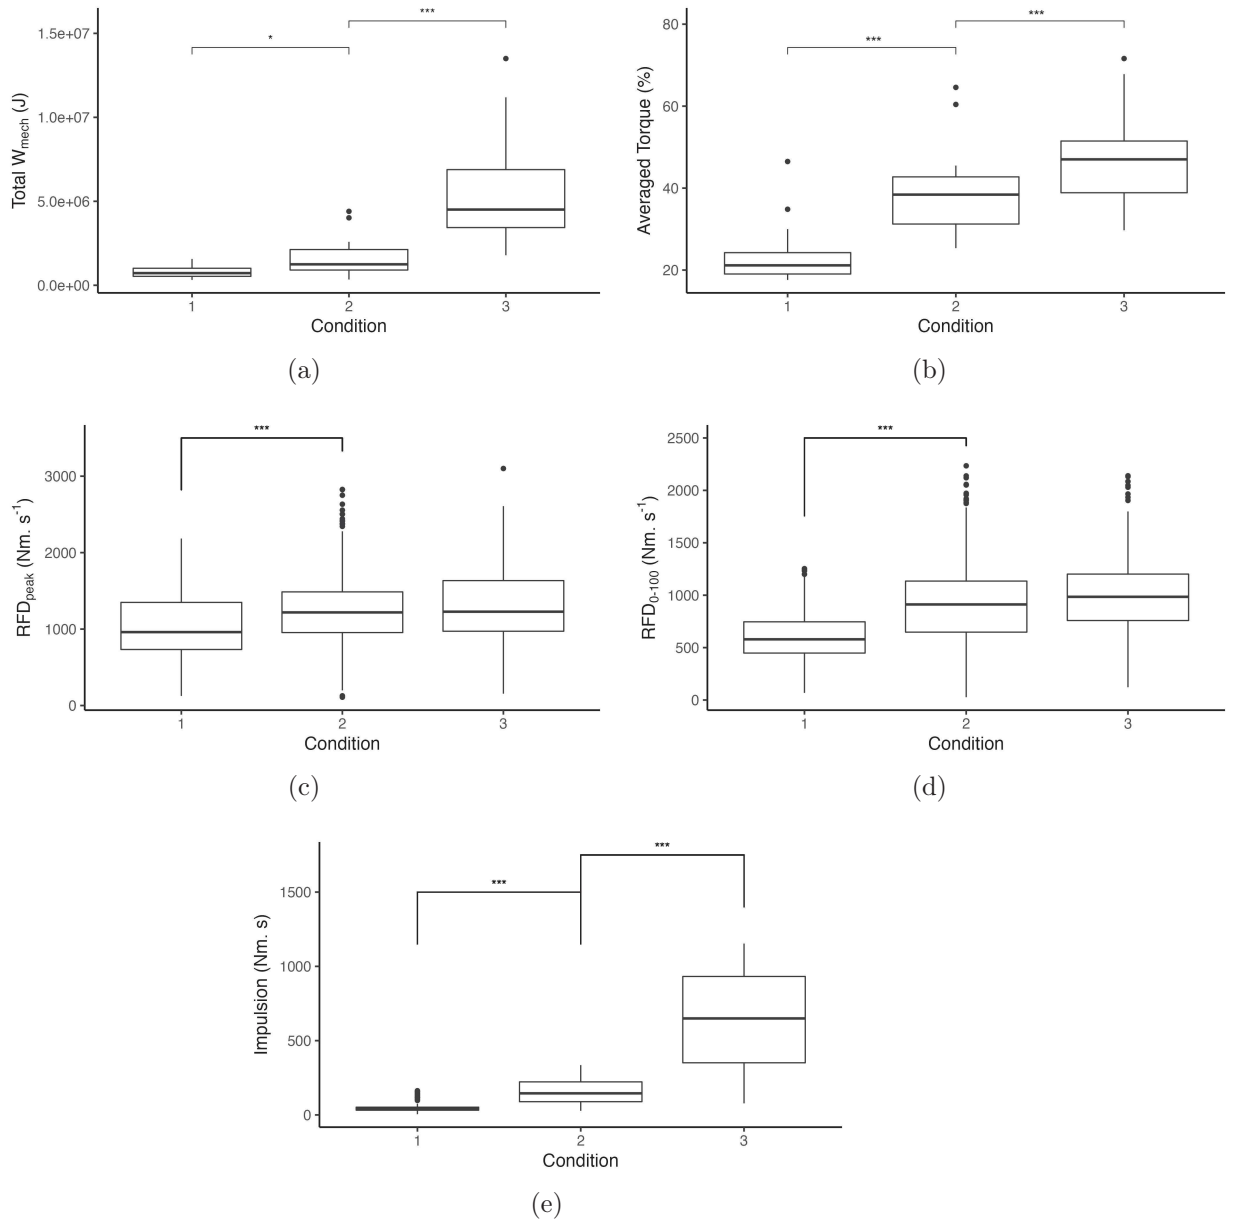 ***
1.5e+07
*
1.0e+07
5.0e+06
0.0e+00
Total Wmech (J)
1 2 3
Condition
(a)
***
***
80
60
40
20
Averaged Torque (%)
1 2 3
Condition
(b)
***
3000
2000
1000
0
RFDpeak (Nm. s-1)
1 2 3
Condition
(c)
***
2500
2000
1500
1000
500
0
RFD0-100 (Nm. s-1)
1 2 3
Condition
(d)
***
***
1500
1000
500
0
Impulsion (Nm. s)
1 2 3
Condition
(e)